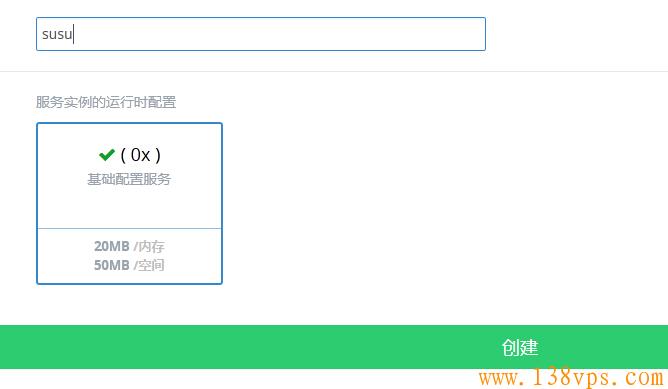 susu
服务实例的运行时配置
( 0x )
基础配置服务
20MB /内存
50MB /空间
创建
www.138vps.com